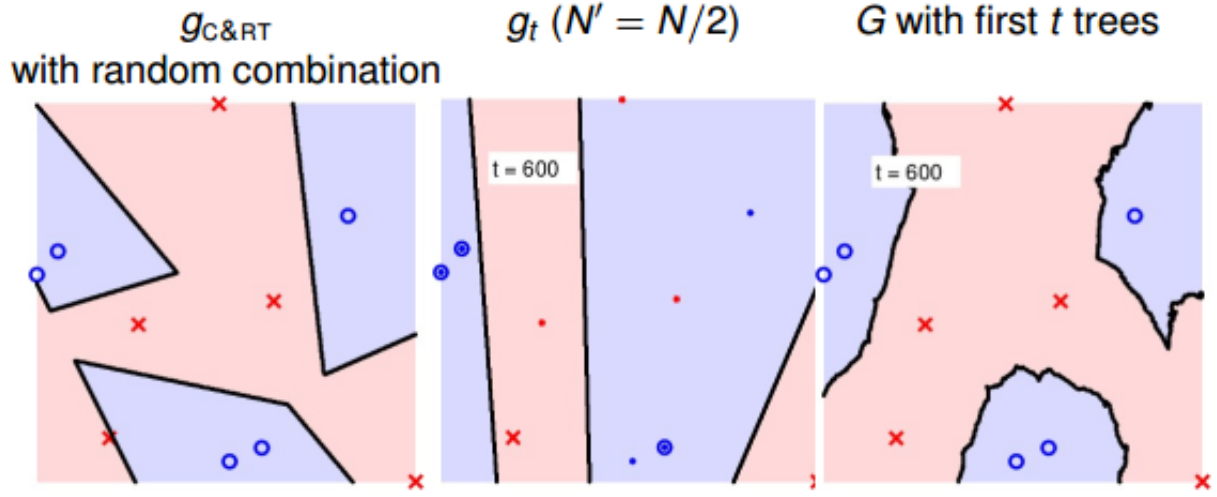 g_C&RT
with random combination
g_t (N′ = N/2)
G with first t trees
t = 600
t = 600